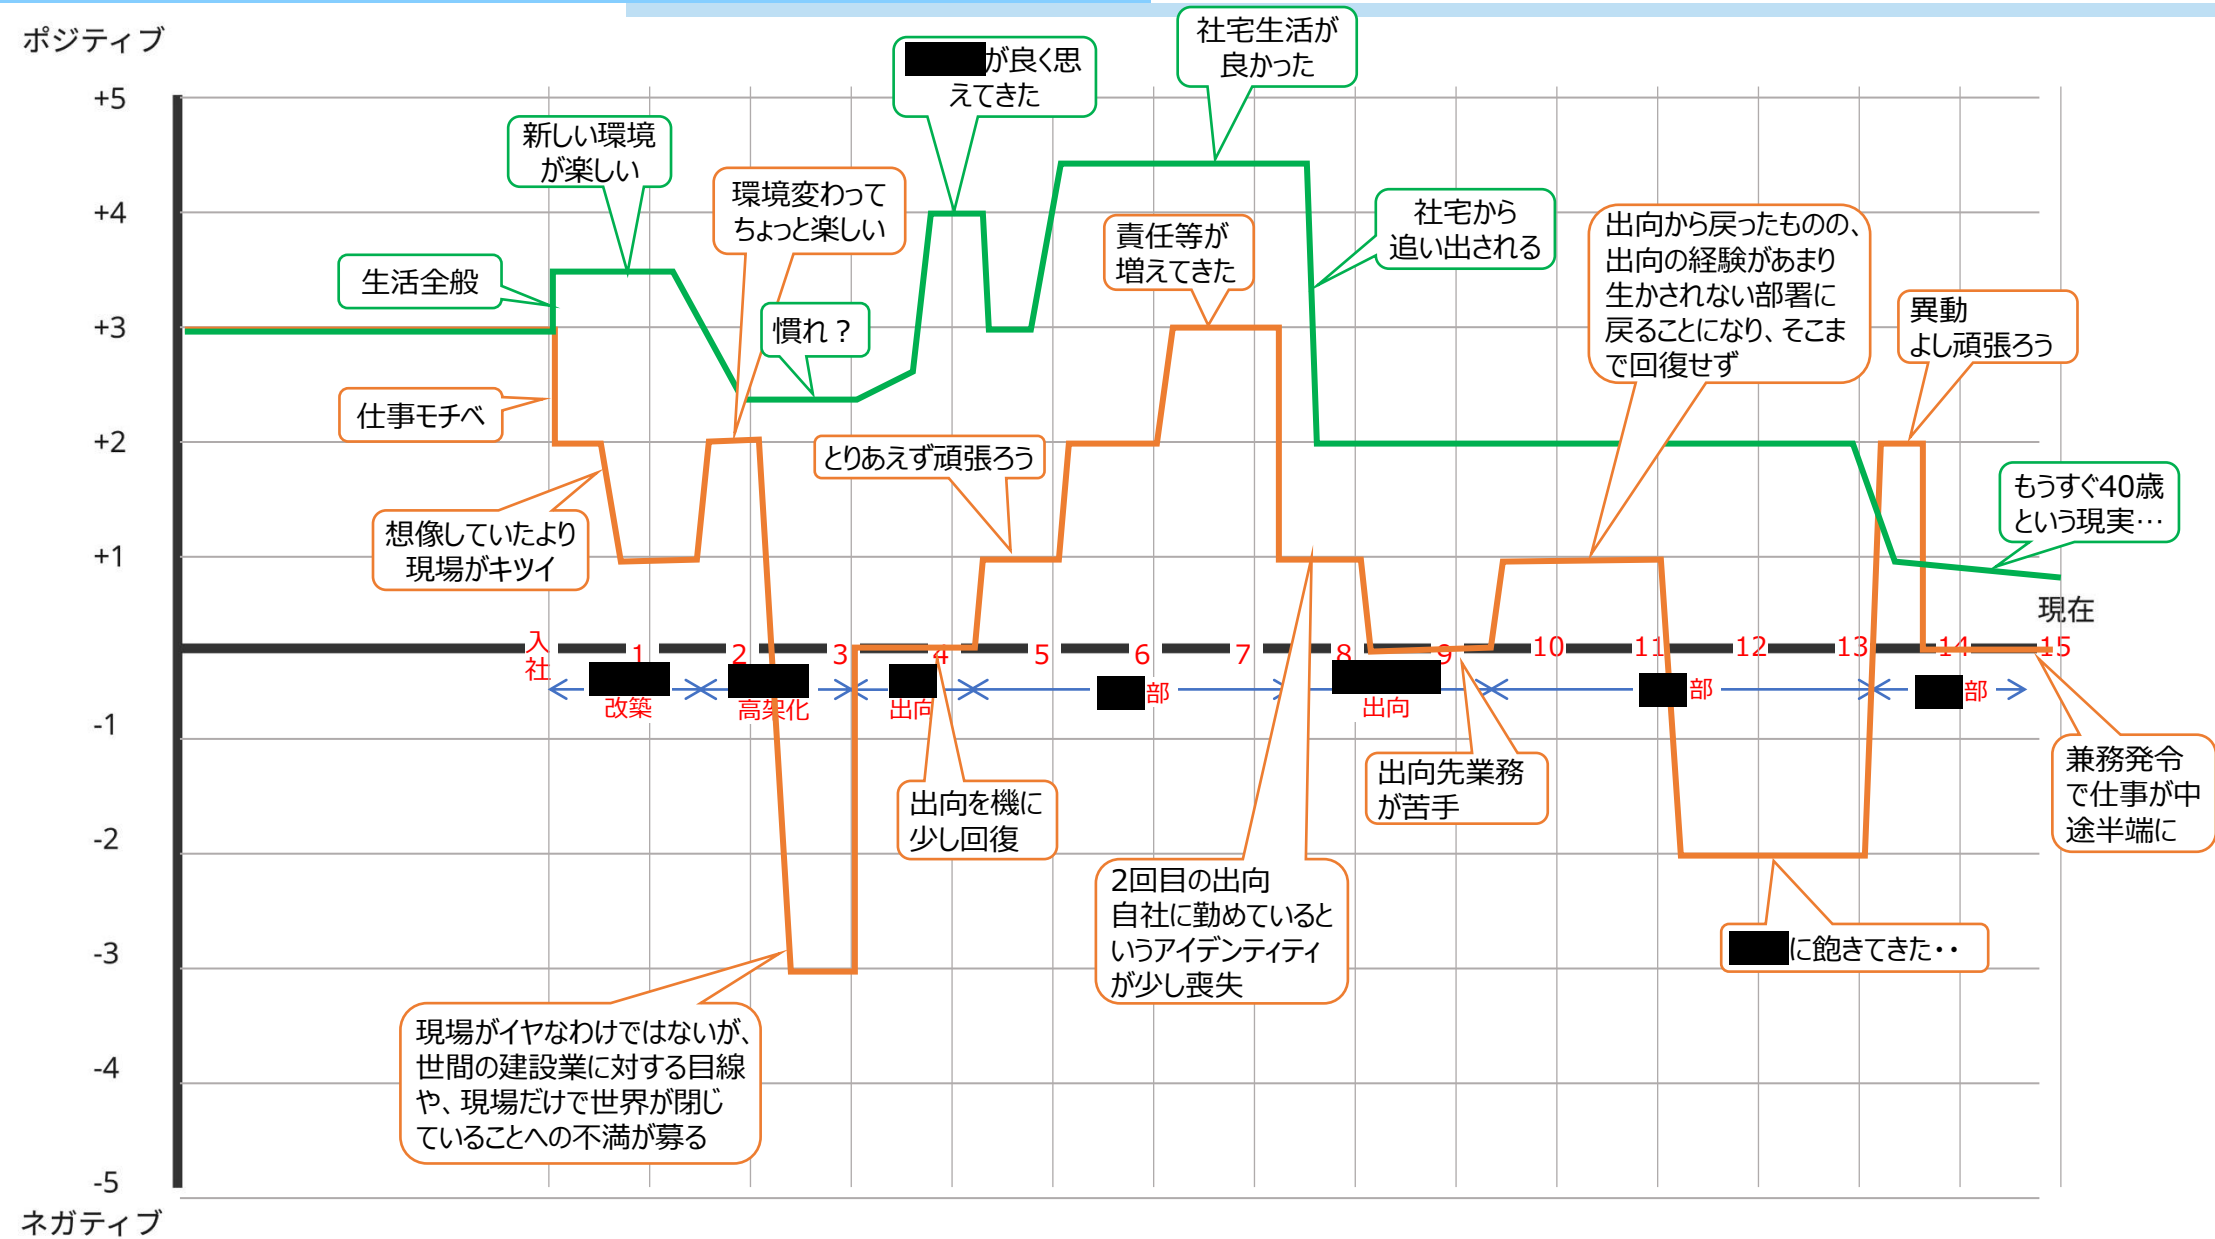 ポジティブ
+5
+4
+3
+2
+1
-1
-2
-3
-4
-5
ネガティブ
生活全般
新しい環境
が楽しい
仕事モチベ
想像していたより
現場がキツイ
環境変わって
ちょっと楽しい
慣れ？
が良く思
えてきた
とりあえず頑張ろう
社宅生活が
良かった
責任等が
増えてきた
社宅から
追い出される
出向から戻ったものの、
出向の経験があまり
生かされない部署に
戻ることになり、そこま
で回復せず
異動
よし頑張ろう
もうすぐ40歳
という現実…
現在
入
社
1
2
3
4
5
6
7
8
9
10
11
12
13
14
15
改築
高架化
出向
部
出向
部
部
出向を機に
少し回復
出向先業務
が苦手
兼務発令
で仕事が中
途半端に
2回目の出向
自社に勤めていると
いうアイデンティティ
が少し喪失
に飽きてきた・・
現場がイヤなわけではないが、
世間の建設業に対する目線
や、現場だけで世界が閉じ
ていることへの不満が募る